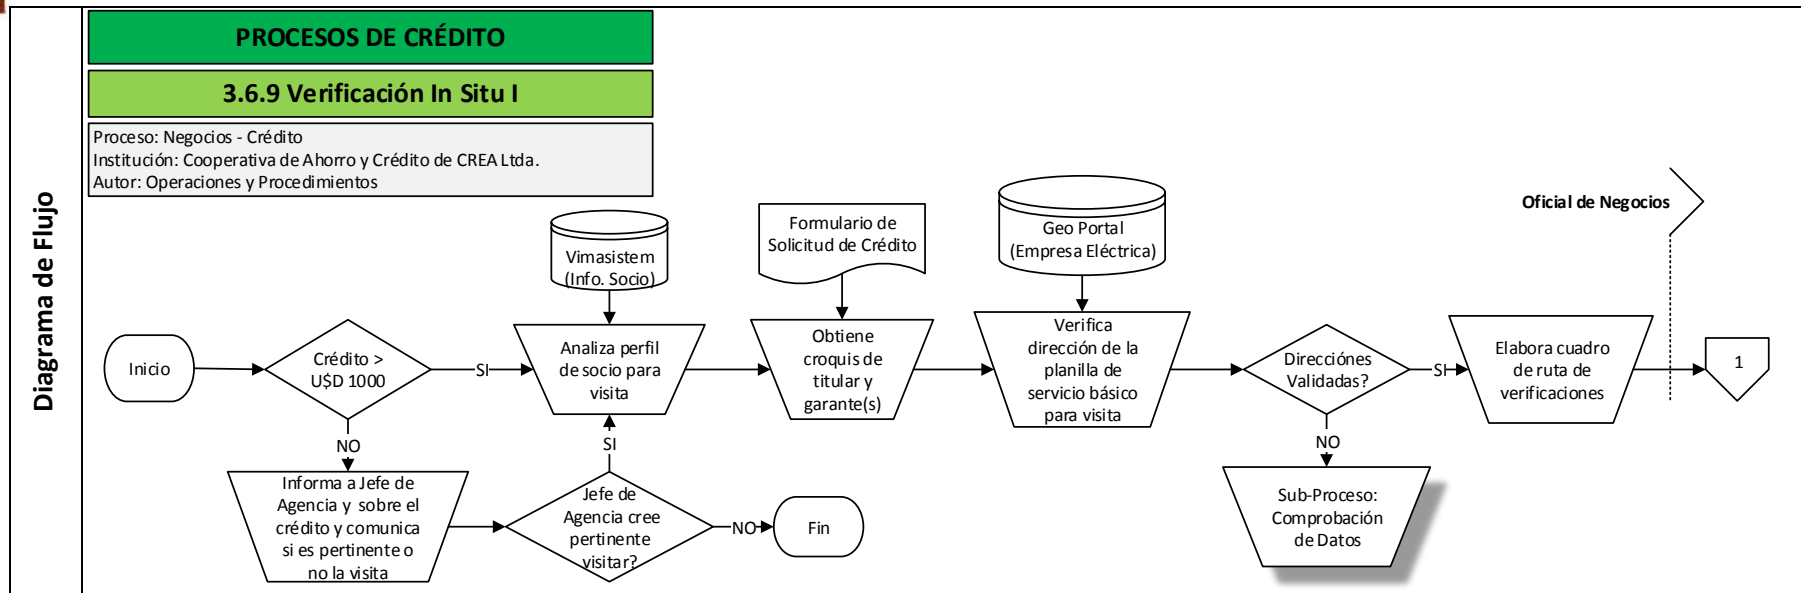 PROCESOS DE CRÉDITO
3.6.9 Verificación In Situ I
Proceso: Negocios - Crédito
Institución: Cooperativa de Ahorro y Crédito de CREA Ltda.
Autor: Operaciones y Procedimientos
Diagrama de Flujo
Inicio
Crédito >
U$D 1000
SI
NO
Informa a Jefe de
Agencia y sobre el
crédito y comunica
si es pertinente o
no la visita
Jefe de
Agencia cree
pertinente
visitar?
SI
NO
Fin
Vimasistem
(Info. Socio)
Analiza perfil
de socio para
visita
Formulario de
Solicitud de Crédito
Obtiene
croquis de
titular y
garante(s)
Geo Portal
(Empresa Eléctrica)
Verifica
dirección de la
planilla de
servicio básico
para visita
Direcciónes
Validadas?
SI
NO
Sub-Proceso:
Comprobación
de Datos
Elabora cuadro
de ruta de
verificaciones
Oficial de Negocios
1